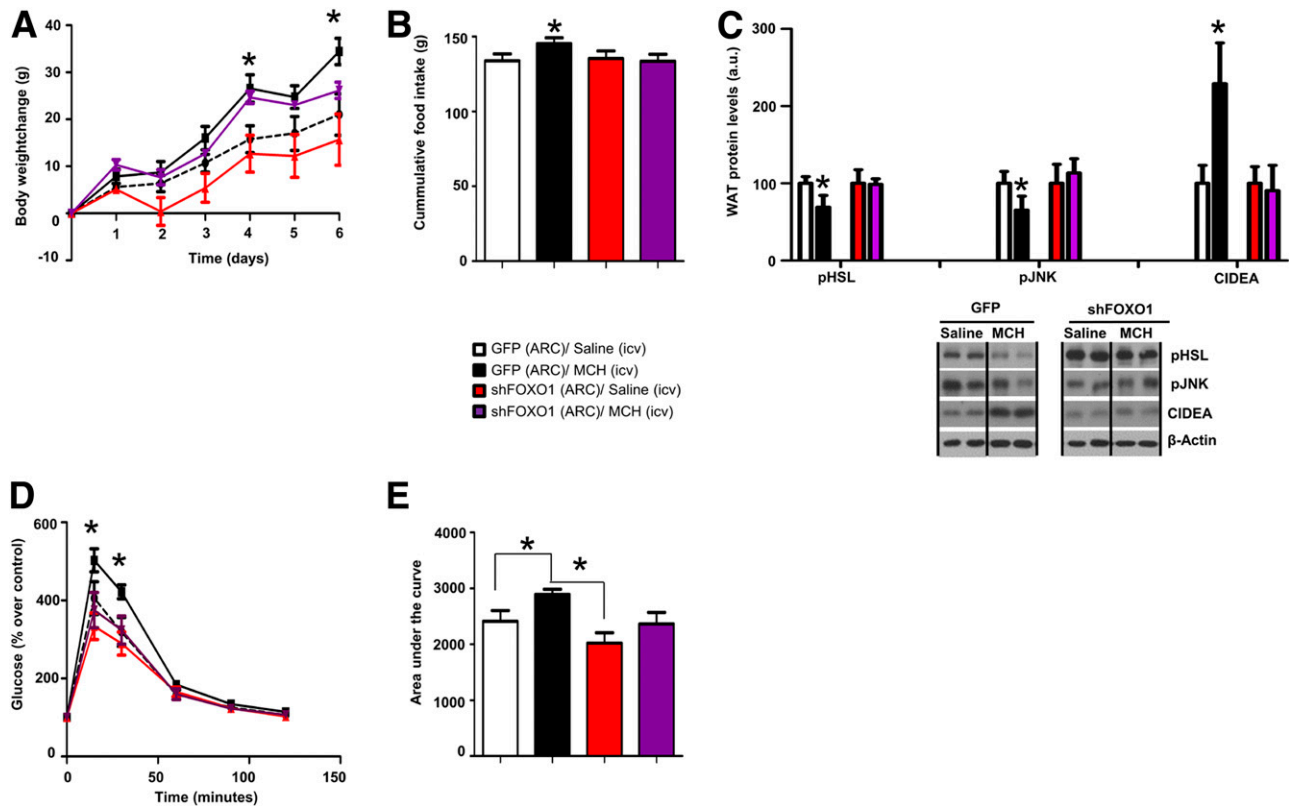 A
Body weightchange (g)
40
30
20
10
0
-10
*
*
1 2 3 4 5 6
Time (days)
B
Cummulative food intake (g)
150
100
50
0
*
C
WAT protein levels (a.u.)
300
200
100
0
*
*
*
pHSL pJNK CIDEA
GFP (ARC)/ Saline (icv)
GFP (ARC)/ MCH (icv)
shFOXO1 (ARC)/ Saline (icv)
shFOXO1 (ARC)/ MCH (icv)
GFP shFOXO1
Saline MCH Saline MCH
pHSL
pJNK
CIDEA
β-Actin
D
Glucose (% over control)
600
400
200
0
*
*
0 50 100 150
Time (minutes)
E
Area under the curve
4000
3000
2000
1000
0
*
*